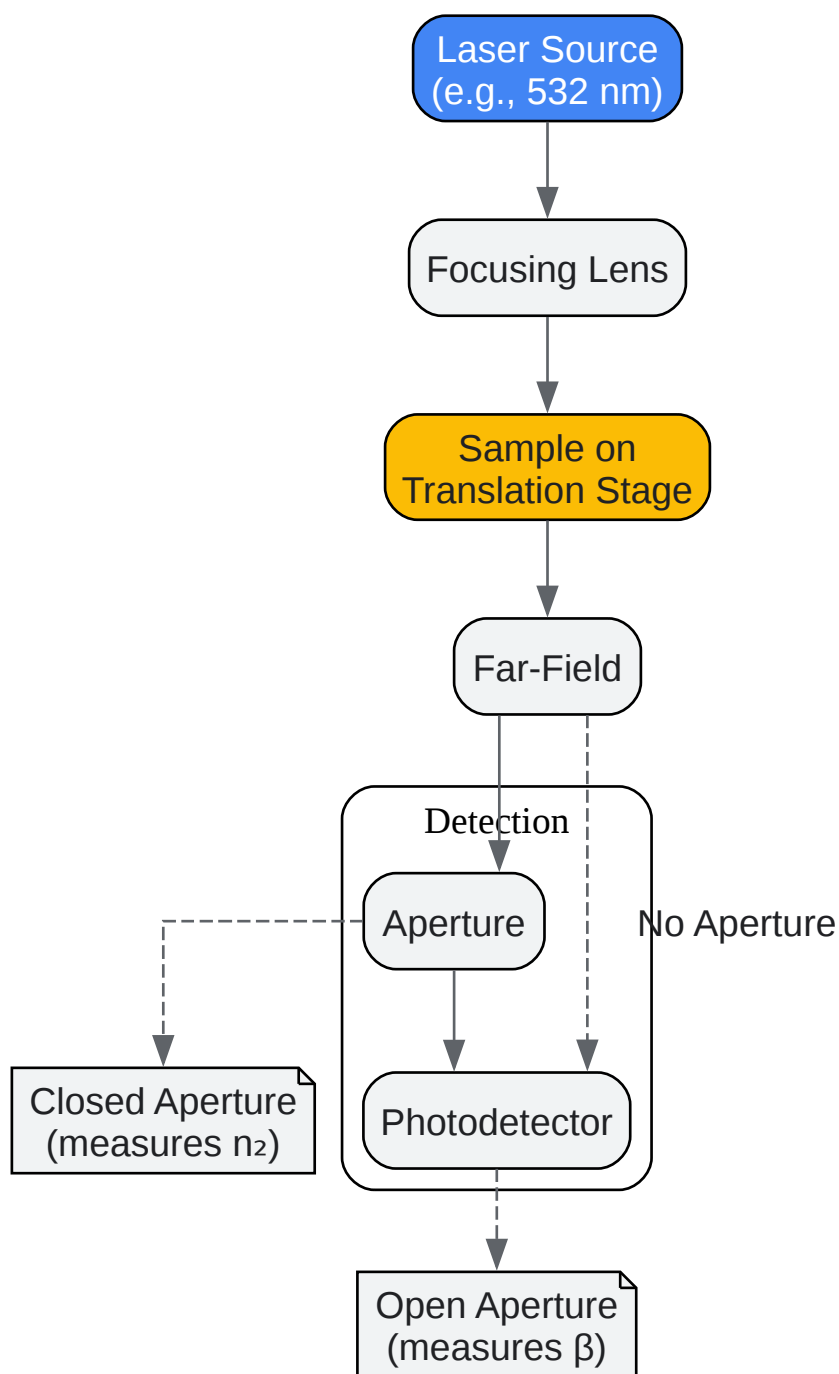 Laser Source
(e.g., 532 nm)
Focusing Lens
Sample on
Translation Stage
Far-Field
Detection
Aperture
No Aperture
Closed Aperture
(measures n₂)
Photodetector
Open Aperture
(measures β)